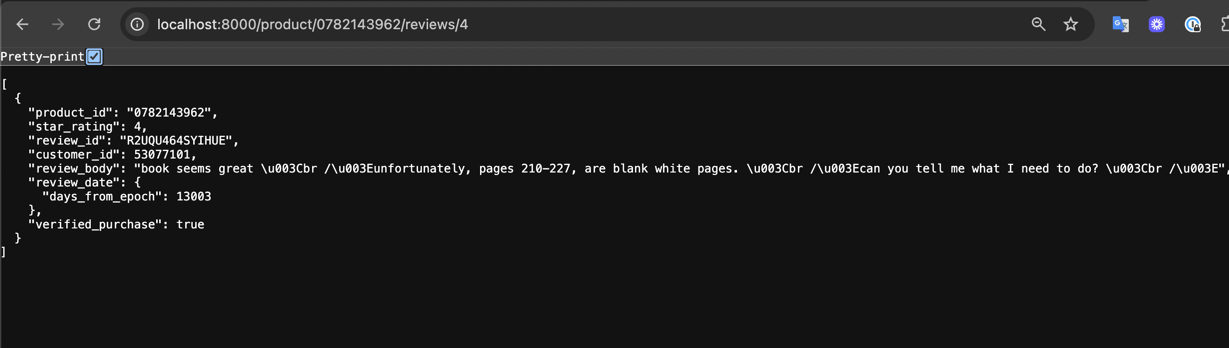 localhost:8000/product/0782143962/reviews/4
Pretty-print
[
  {
    "product_id": "0782143962",
    "star_rating": 4,
    "review_id": "R2UQU464SYIHUE",
    "customer_id": 53077101,
    "review_body": "book seems great \u003Cbr /\u003Eunfortunately, pages 210-227, are blank white pages. \u003Cbr /\u003Ecan you tell me what I need to do? \u003Cbr /\u003E",
    "review_date": {
      "days_from_epoch": 13003
    },
    "verified_purchase": true
  }
]